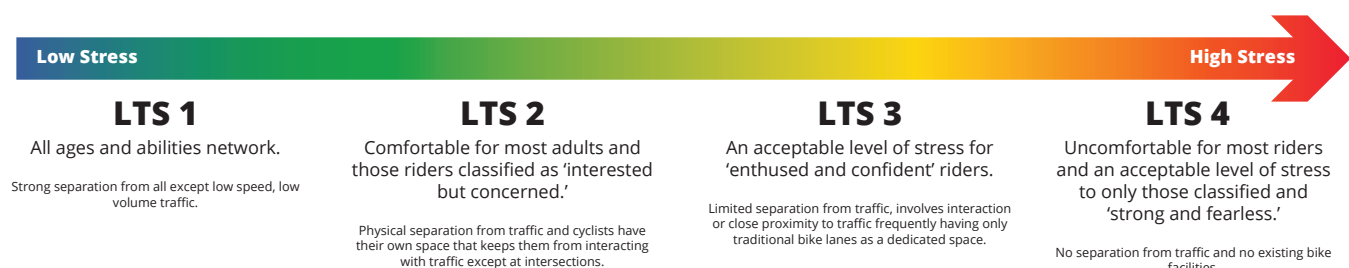 Low Stress
High Stress
LTS 1
All ages and abilities network.
Strong separation from all except low speed, low
volume traffic.
LTS 2
Comfortable for most adults and
those riders classified as ‘interested
but concerned.’
Physical separation from traffic and cyclists have
their own space that keeps them from interacting
with traffic except at intersections.
LTS 3
An acceptable level of stress for
‘enthused and confident’ riders.
Limited separation from traffic, involves interaction
or close proximity to traffic frequently having only
traditional bike lanes as a dedicated space.
LTS 4
Uncomfortable for most riders
and an acceptable level of stress
to only those classified and
‘strong and fearless.’
No separation from traffic and no existing bike
facilities.